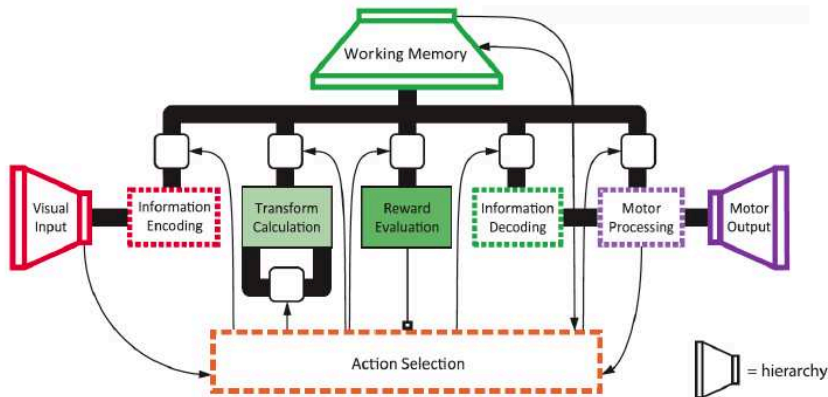 Working Memory
Visual
Input
Information
Encoding
Transform
Calculation
Reward
Evaluation
Information
Decoding
Motor
Processing
Motor
Output
Action Selection
= hierarchy